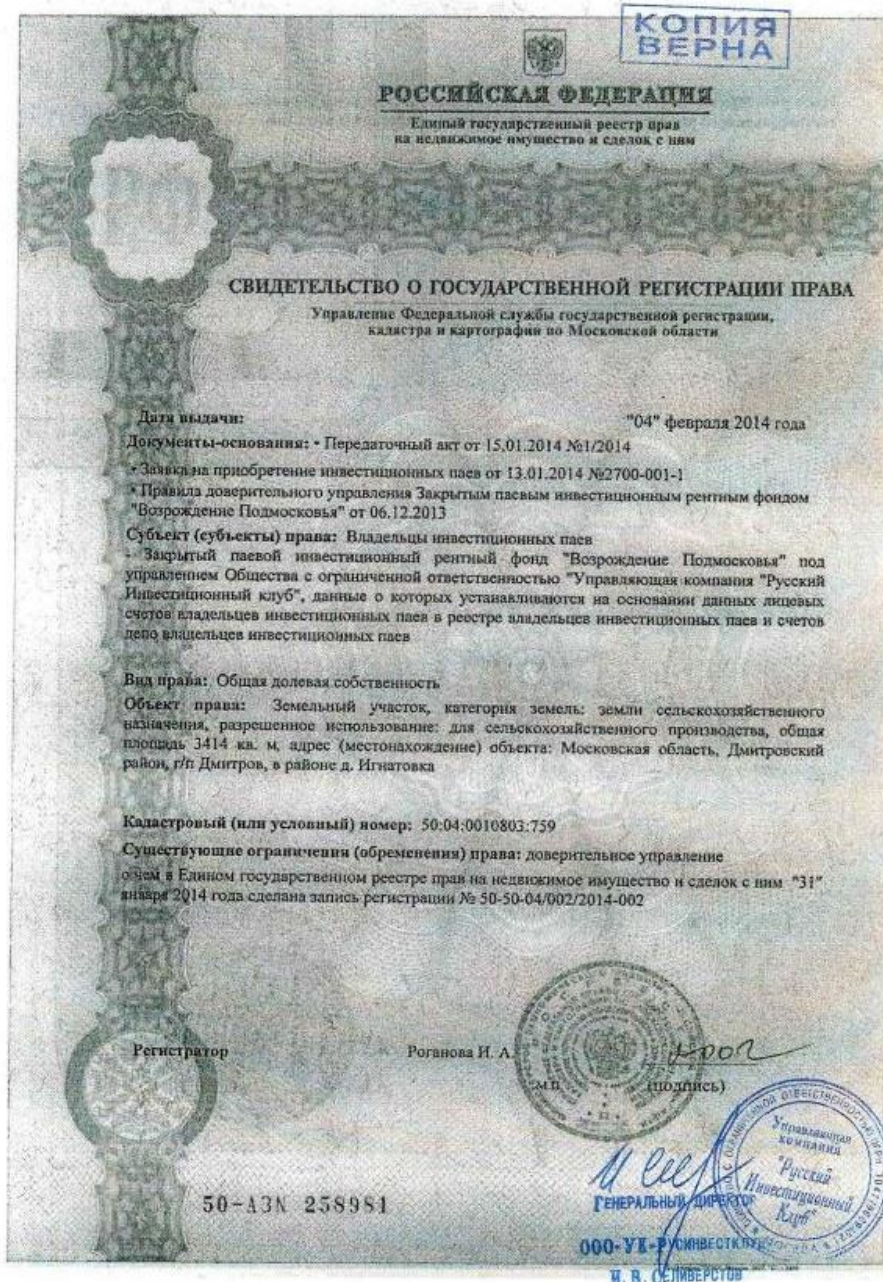 КОПИЯ
ВЕРНА
РОССИЙСКАЯ ФЕДЕРАЦИЯ
Единый государственный реестр прав
на недвижимое имущество и сделок с ним
СВИДЕТЕЛЬСТВО О ГОСУДАРСТВЕННОЙ РЕГИСТРАЦИИ ПРАВА
Управление Федеральной службы государственной регистрации,
кадастра и картографии по Московской области
Дата выдачи: "04" февраля 2014 года
Документы-основания: • Передаточный акт от 15.01.2014 №1/2014
• Заявка на приобретение инвестиционных паев от 13.01.2014 №2700-001-1
• Правила доверительного управления Закрытым паевым инвестиционным рентным фондом
"Возрождение Подмосковья" от 06.12.2013
Субъект (субъекты) права: Владельцы инвестиционных паев
- Закрытый паевой инвестиционный рентный фонд "Возрождение Подмосковья" под
управлением Общества с ограниченной ответственностью "Управляющая компания "Русский
Инвестиционный клуб", данные о которых устанавливаются на основании данных лицевых
счетов владельцев инвестиционных паев в реестре владельцев инвестиционных паев и счетов
депо владельцев инвестиционных паев
Вид права: Общая долевая собственность
Объект права: Земельный участок, категория земель: земли сельскохозяйственного
назначения, разрешенное использование: для сельскохозяйственного производства, общая
площадь 3414 кв. м, адрес (местонахождение) объекта: Московская область, Дмитровский
район, г/п Дмитров, в районе д. Игнатовка
Кадастровый (или условный) номер: 50:04:0010803:759
Существующие ограничения (обременения) права: доверительное управление
о чем в Едином государственном реестре прав на недвижимое имущество и сделок с ним "31"
января 2014 года сделана запись регистрации № 50-50-04/002/2014-002
Регистратор Роганова И. А.
м.п. (подпись)
Управляющая
компания
"Русский
Инвестиционный
Клуб"
ГЕНЕРАЛЬНЫЙ ДИРЕКТОР
ООО-УК-РУСИНВЕСТКЛУБ
И. В. СЕЛИВЕРСТОВ
50-АЗN 258981